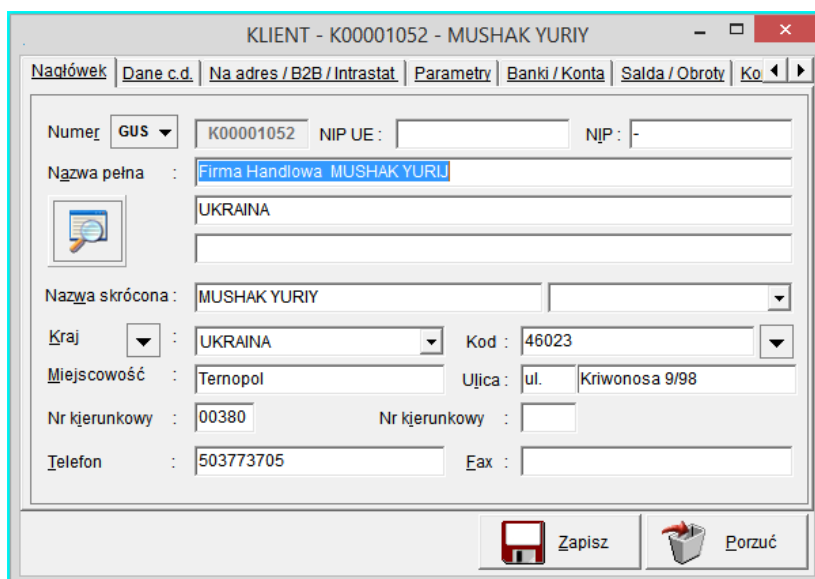 KLIENT - K00001052 - MUSHAK YURIY
Nagłówek Dane c.d. Na adres / B2B / Intrastat Parametry Banki / Konta Salda / Obroty Ko
Numer GUS K00001052 NIP UE : NIP : -
Nazwa pełna : Firma Handlowa MUSHAK YURIJ
UKRAINA
Nazwa skrócona : MUSHAK YURIY
Kraj : UKRAINA Kod : 46023
Miejscowość : Ternopol Ulica : ul. Kriwonosa 9/98
Nr kierunkowy : 00380 Nr kierunkowy :
Telefon : 503773705 Fax :
Zapisz Porzuć